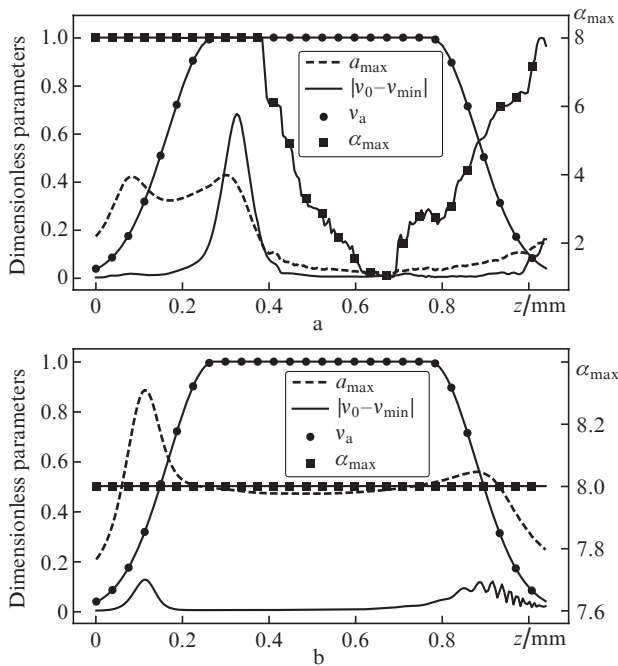 Dimensionless parameters
α_max
1.0
0.8
0.6
0.4
0.2
0
8
6
4
2
a_max
|v_0–v_min|
v_a
α_max
0 0.2 0.4 0.6 0.8 z/mm
a
Dimensionless parameters
α_max
1.0
0.8
0.6
0.4
0.2
0
8.2
8.0
7.8
7.6
a_max
|v_0–v_min|
v_a
α_max
0 0.2 0.4 0.6 0.8 z/mm
b